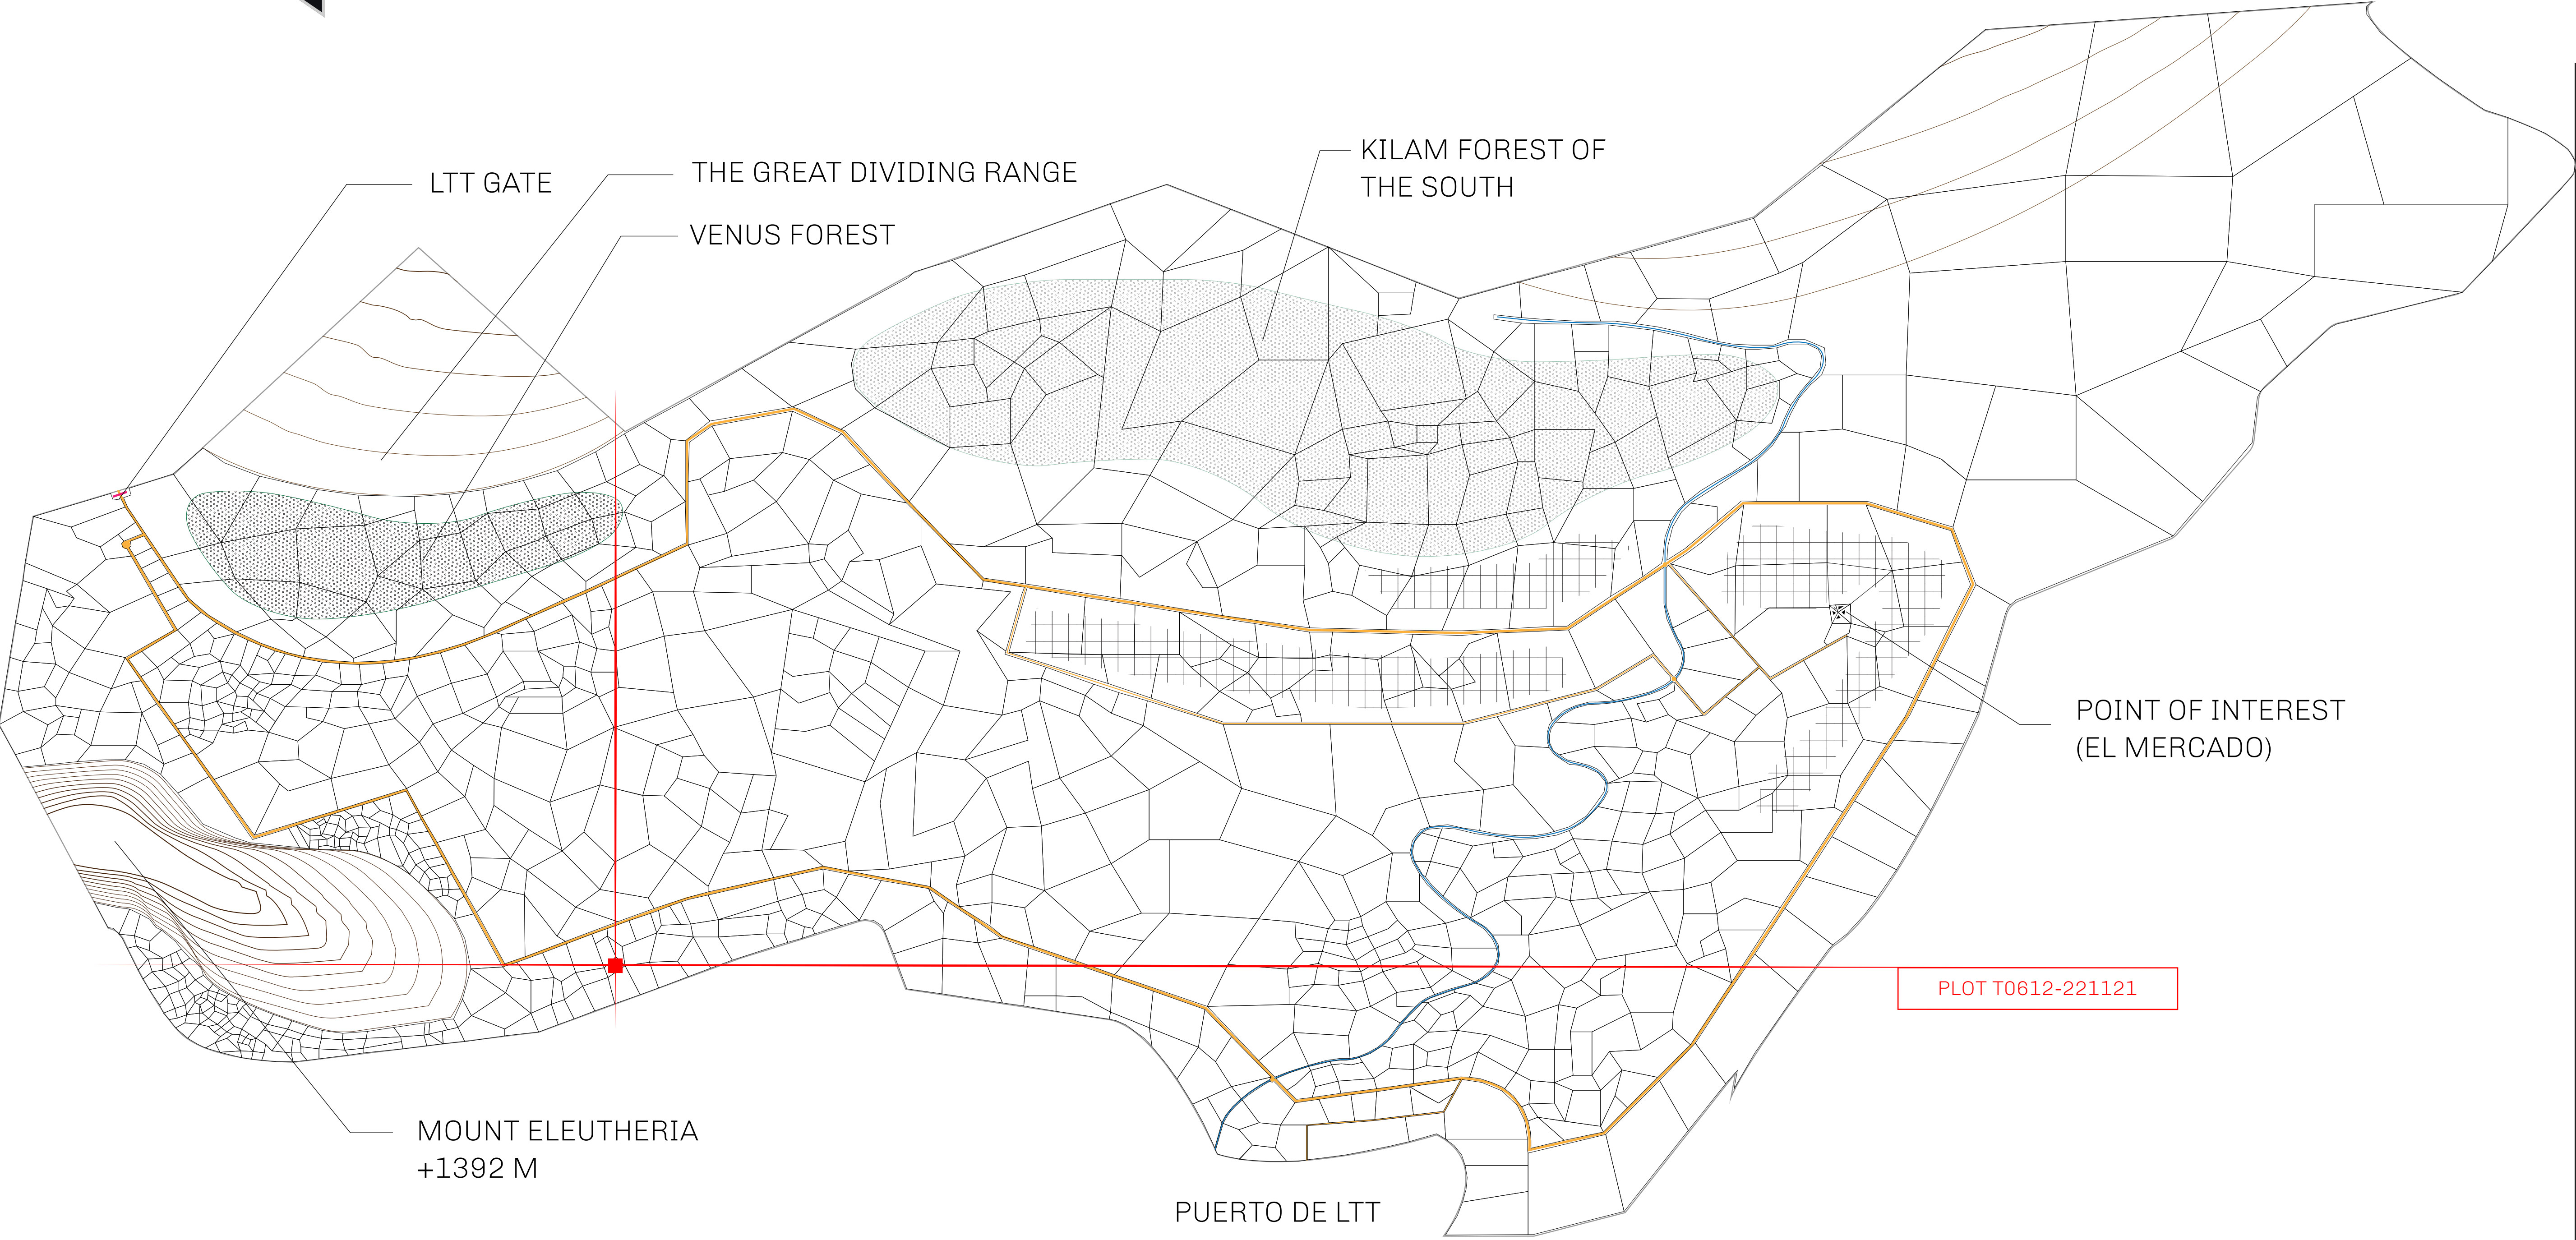 KILAM FOREST OF
THE SOUTH
THE GREAT DIVIDING RANGE
LTT GATE
VENUS FOREST
POINT OF INTEREST
(EL MERCADO)
PLOT T0612-221121
MOUNT ELEUTHERIA
+1392 M
PUERTO DE LTT